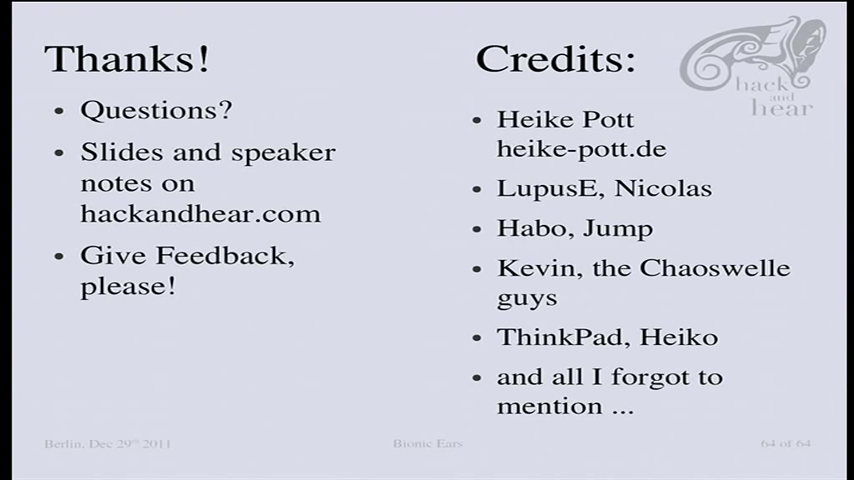 Thanks!
• Questions?
• Slides and speaker
notes on
hackandhear.com
• Give Feedback,
please!
Credits:
• Heike Pott
heike-pott.de
• LupusE, Nicolas
• Habo, Jump
• Kevin, the Chaoswelle
guys
• ThinkPad, Heiko
• and all I forgot to
mention ...
hack
and
hear
Berlin, Dec 29th 2011
Bionic Ears
64 of 64